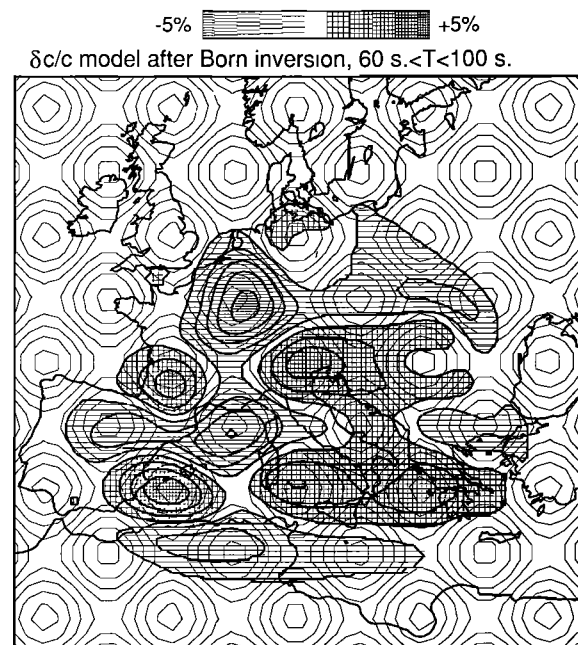 -5% +5%
δc/c model after Born inversion, 60 s.<T<100 s.